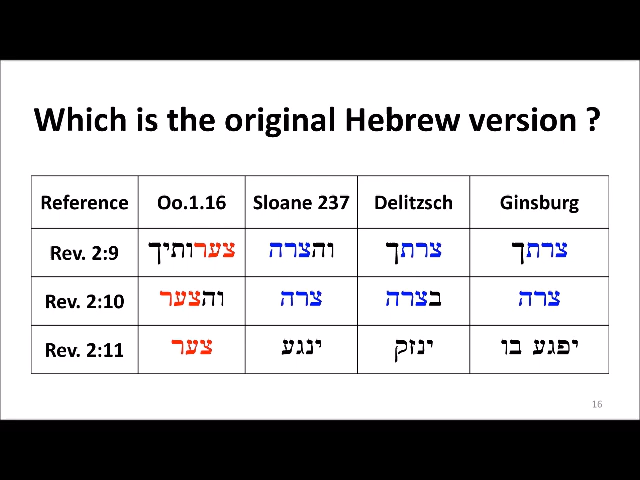 Which is the original Hebrew version ?
Reference Oo.1.16 Sloane 237 Delitzsch Ginsburg
Rev. 2:9 צערותיך והצרה צרתך צרתך
Rev. 2:10 והצער צרה בצרה צרה
Rev. 2:11 צער ינגע ינזק יפגע בו
16